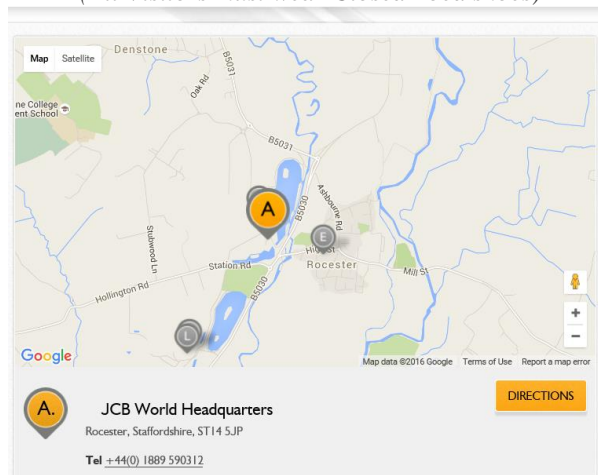 Map Satellite
Denstone
B5031
Oak Rd
ne College
ent School
B5031
A
B5030
Ashbourne Rd
E
Stubwood Ln
High St
Station Rd
Rocester
Mill St
Hollington Rd
B5030
L
+
−
Google
Map data ©2016 Google Terms of Use Report a map error
A.
JCB World Headquarters
DIRECTIONS
Rocester, Staffordshire, ST14 5JP
Tel +44(0) 1889 590312